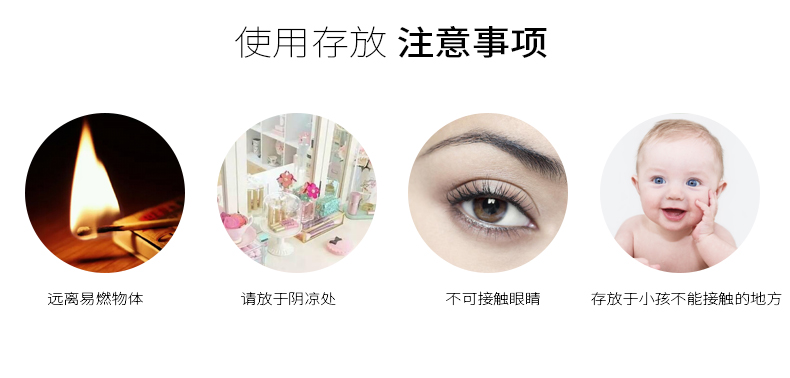 使用存放 注意事项
远离易燃物体
请放于阴凉处
不可接触眼睛
存放于小孩不能接触的地方